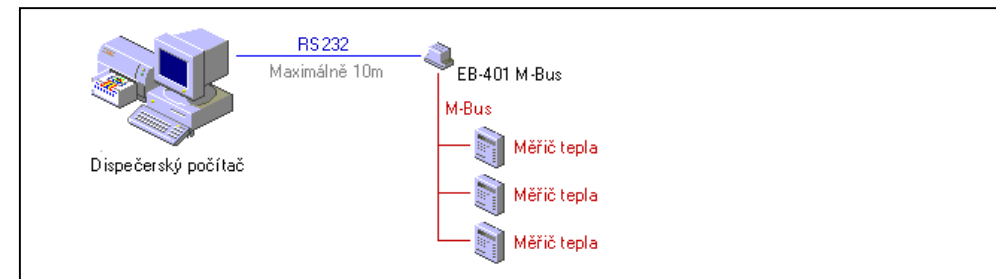 RS232
Maximálně 10m
EB-401 M-Bus
M-Bus
Měřič tepla
Dispečerský počítač
Měřič tepla
Měřič tepla